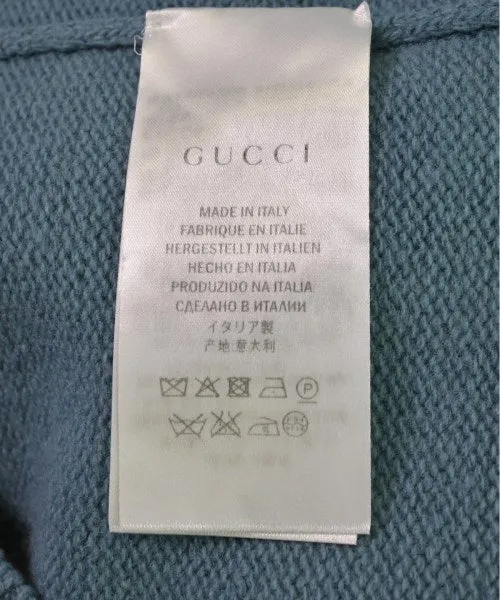 GUCCI
MADE IN ITALY
FABRIQUE EN ITALIE
HERGESTELLT IN ITALIEN
HECHO EN ITALIA
PRODUZIDO NA ITALIA
СДЕЛАНО В ИТАЛИИ
イタリア製
产地:意大利
P